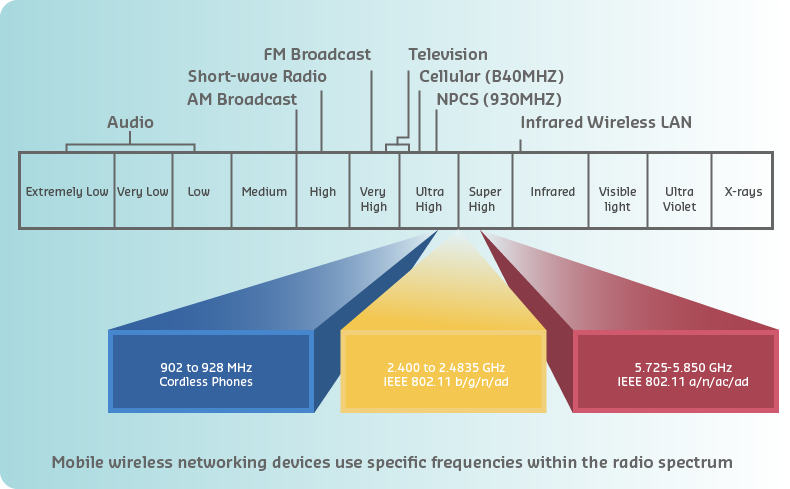 FM Broadcast
Television
Short-wave Radio
Cellular (B40MHZ)
AM Broadcast
NPCS (930MHZ)
Audio
Infrared Wireless LAN
Extremely Low
Very Low
Low
Medium
High
Very
High
Ultra
High
Super
High
Infrared
Visible
light
Ultra
Violet
X-rays
902 to 928 MHz
Cordless Phones
2.400 to 2.4835 GHz
IEEE 802.11 b/g/n/ad
5.725-5.850 GHz
IEEE 802.11 a/n/ac/ad
Mobile wireless networking devices use specific frequencies within the radio spectrum